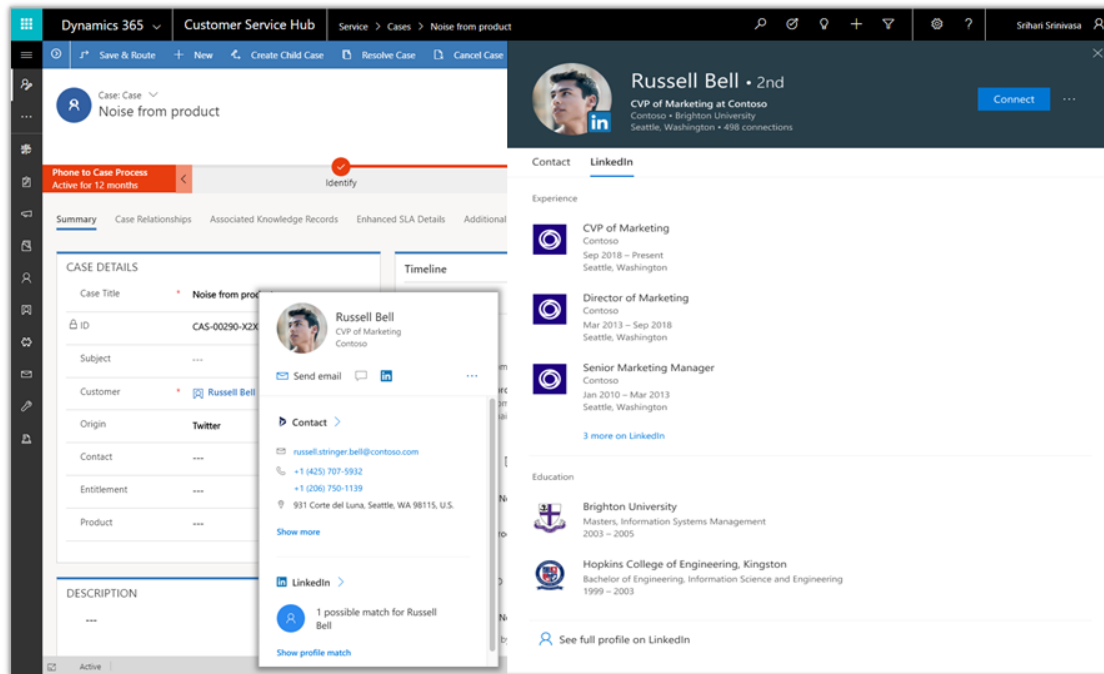 Dynamics 365
Customer Service Hub
Service > Cases > Noise from product
?
Srihari Srinivasa
Save & Route
New
Create Child Case
Resolve Case
Cancel Case
Case: Case
Noise from product
Phone to Case Process
Active for 12 months
Identify
Summary
Case Relationships
Associated Knowledge Records
Enhanced SLA Details
Additional
CASE DETAILS
Case Title
*
Noise from
ID
CAS-00290-X2X
Subject
---
Customer
*
Russell Bell
Origin
Twitter
Contact
---
Entitlement
---
Product
---
DESCRIPTION
---
Active
Timeline
Russell Bell
CVP of Marketing
Contoso
Send email
in
...
Contact >
russell.stringer.bell@contoso.com
+1 (425) 707-5932
+1 (206) 750-1139
931 Corte del Luna, Seattle, WA 98115, U.S.
Show more
in LinkedIn >
1 possible match for Russell
Bell
Show profile match
Russell Bell • 2nd
CVP of Marketing at Contoso
Contoso • Brighton University
Seattle, Washington • 498 connections
in
Connect
...
Contact
LinkedIn
Experience
CVP of Marketing
Contoso
Sep 2018 – Present
Seattle, Washington
Director of Marketing
Contoso
Mar 2013 – Sep 2018
Seattle, Washington
Senior Marketing Manager
Contoso
Jan 2010 – Mar 2013
Seattle, Washington
3 more on LinkedIn
Education
Brighton University
Masters, Information Systems Management
2003 – 2005
Hopkins College of Engineering, Kingston
Bachelor of Engineering, Information Science and Engineering
1999 – 2003
See full profile on LinkedIn